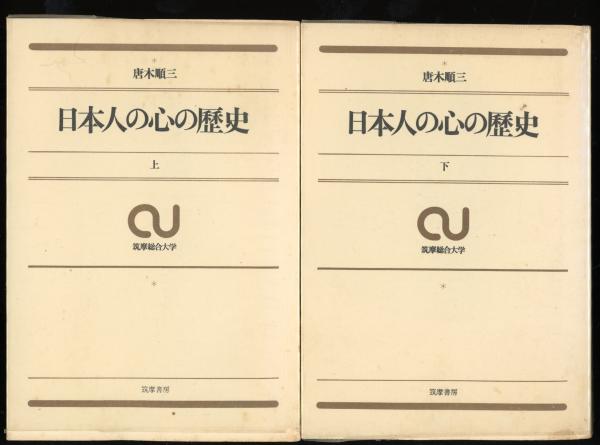 唐木順三
日本人の心の歴史
上
筑摩総合大学
筑摩書房
唐木順三
日本人の心の歴史
下
筑摩総合大学
筑摩書房